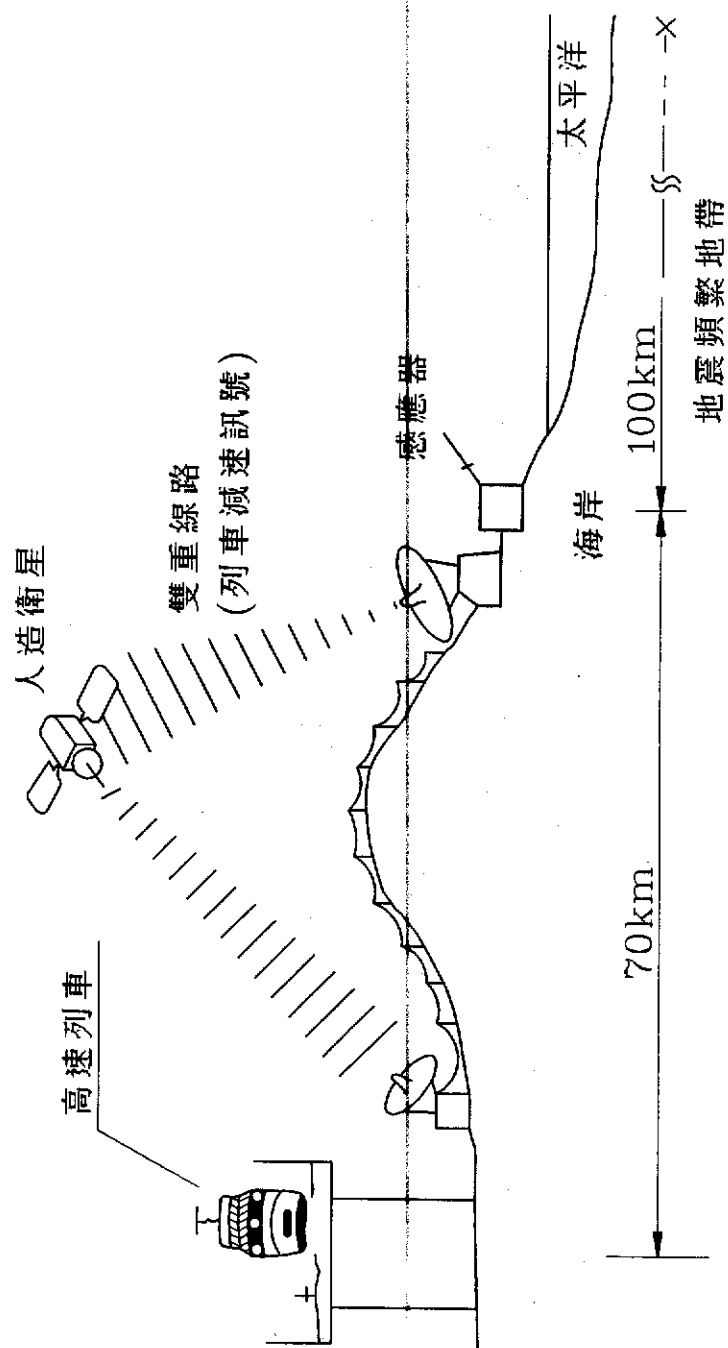 人造衛星
高速列車
雙重線路
(列車減速訊號)
感應器
太平洋
海岸
70km
100km
地震頻繁地帶